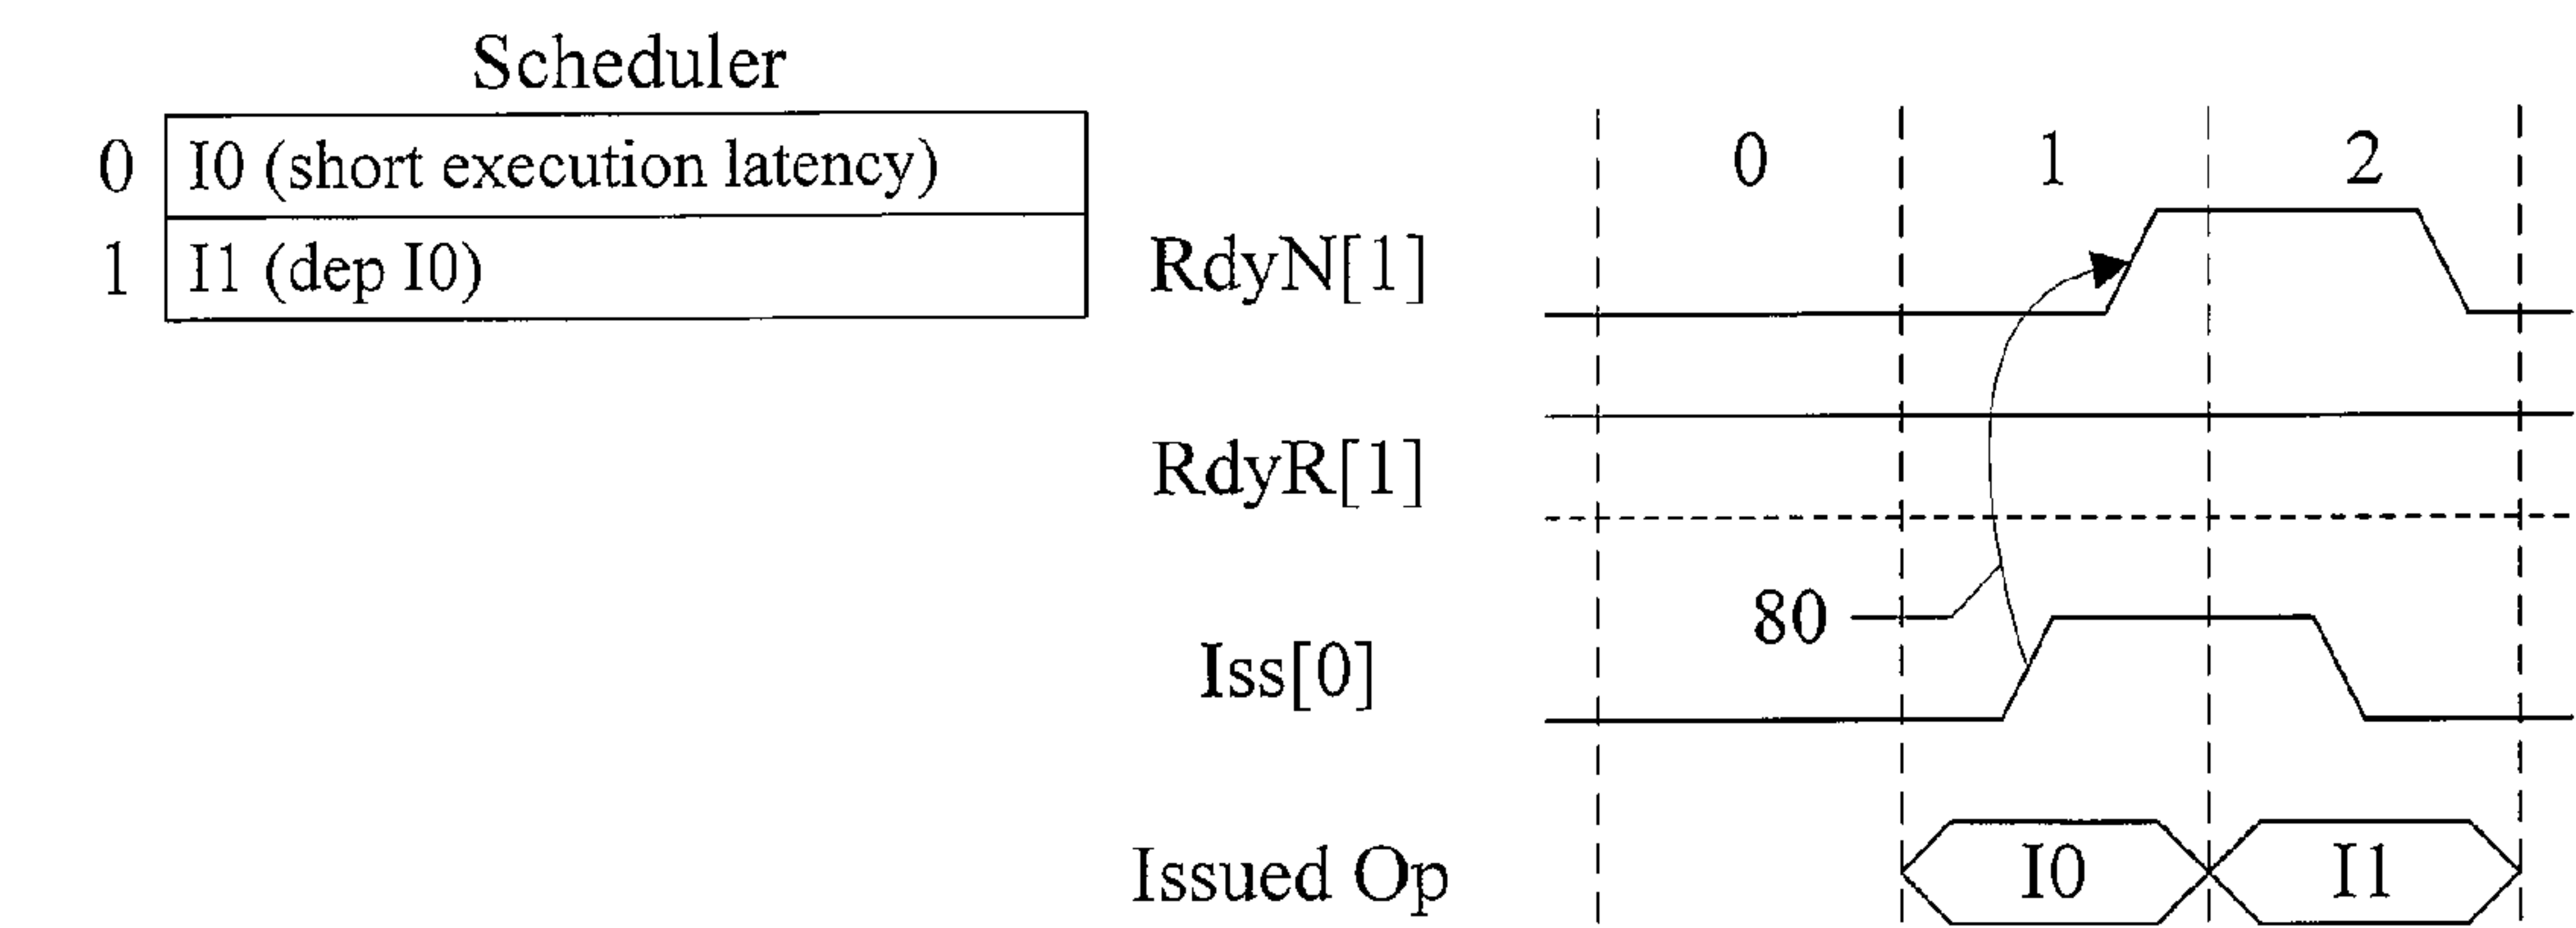 Scheduler
0 I0 (short execution latency)
1 I1 (dep I0)
0 1 2
RdyN[1]
RdyR[1]
80
Iss[0]
Issued Op I0 I1